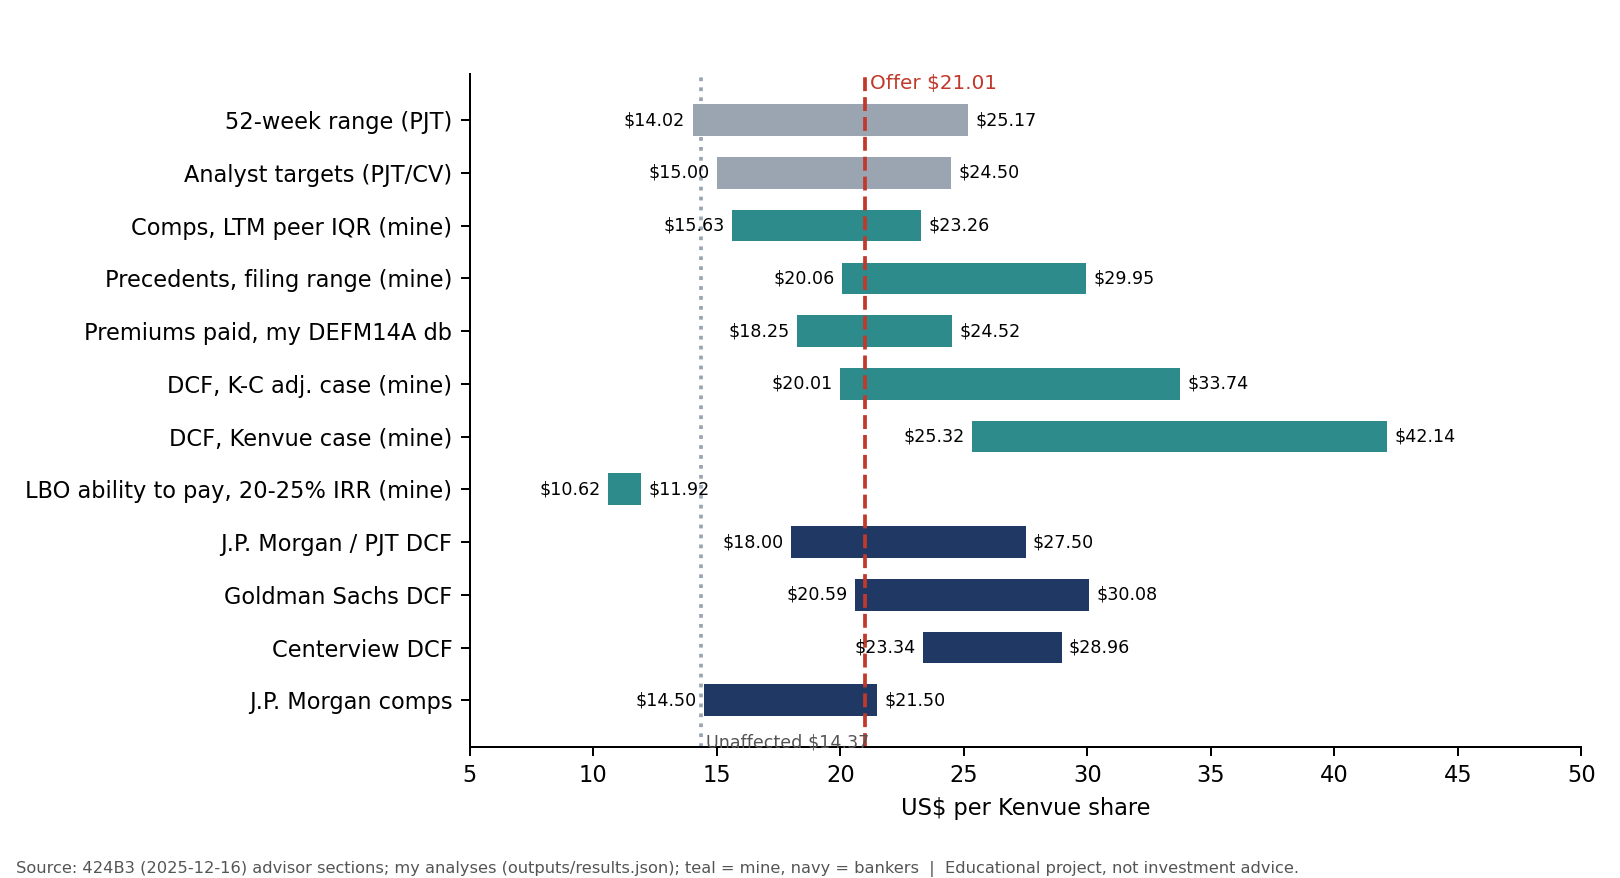 Offer $21.01
52-week range (PJT) $14.02 $25.17
Analyst targets (PJT/CV) $15.00 $24.50
Comps, LTM peer IQR (mine) $15.63 $23.26
Precedents, filing range (mine) $20.06 $29.95
Premiums paid, my DEFM14A db $18.25 $24.52
DCF, K-C adj. case (mine) $20.01 $33.74
DCF, Kenvue case (mine) $25.32 $42.14
LBO ability to pay, 20-25% IRR (mine) $10.62 $11.92
J.P. Morgan / PJT DCF $18.00 $27.50
Goldman Sachs DCF $20.59 $30.08
Centerview DCF $23.34 $28.96
J.P. Morgan comps $14.50 $21.50
Unaffected $14.37
5 10 15 20 25 30 35 40 45 50
US$ per Kenvue share
Source: 424B3 (2025-12-16) advisor sections; my analyses (outputs/results.json); teal = mine, navy = bankers | Educational project, not investment advice.